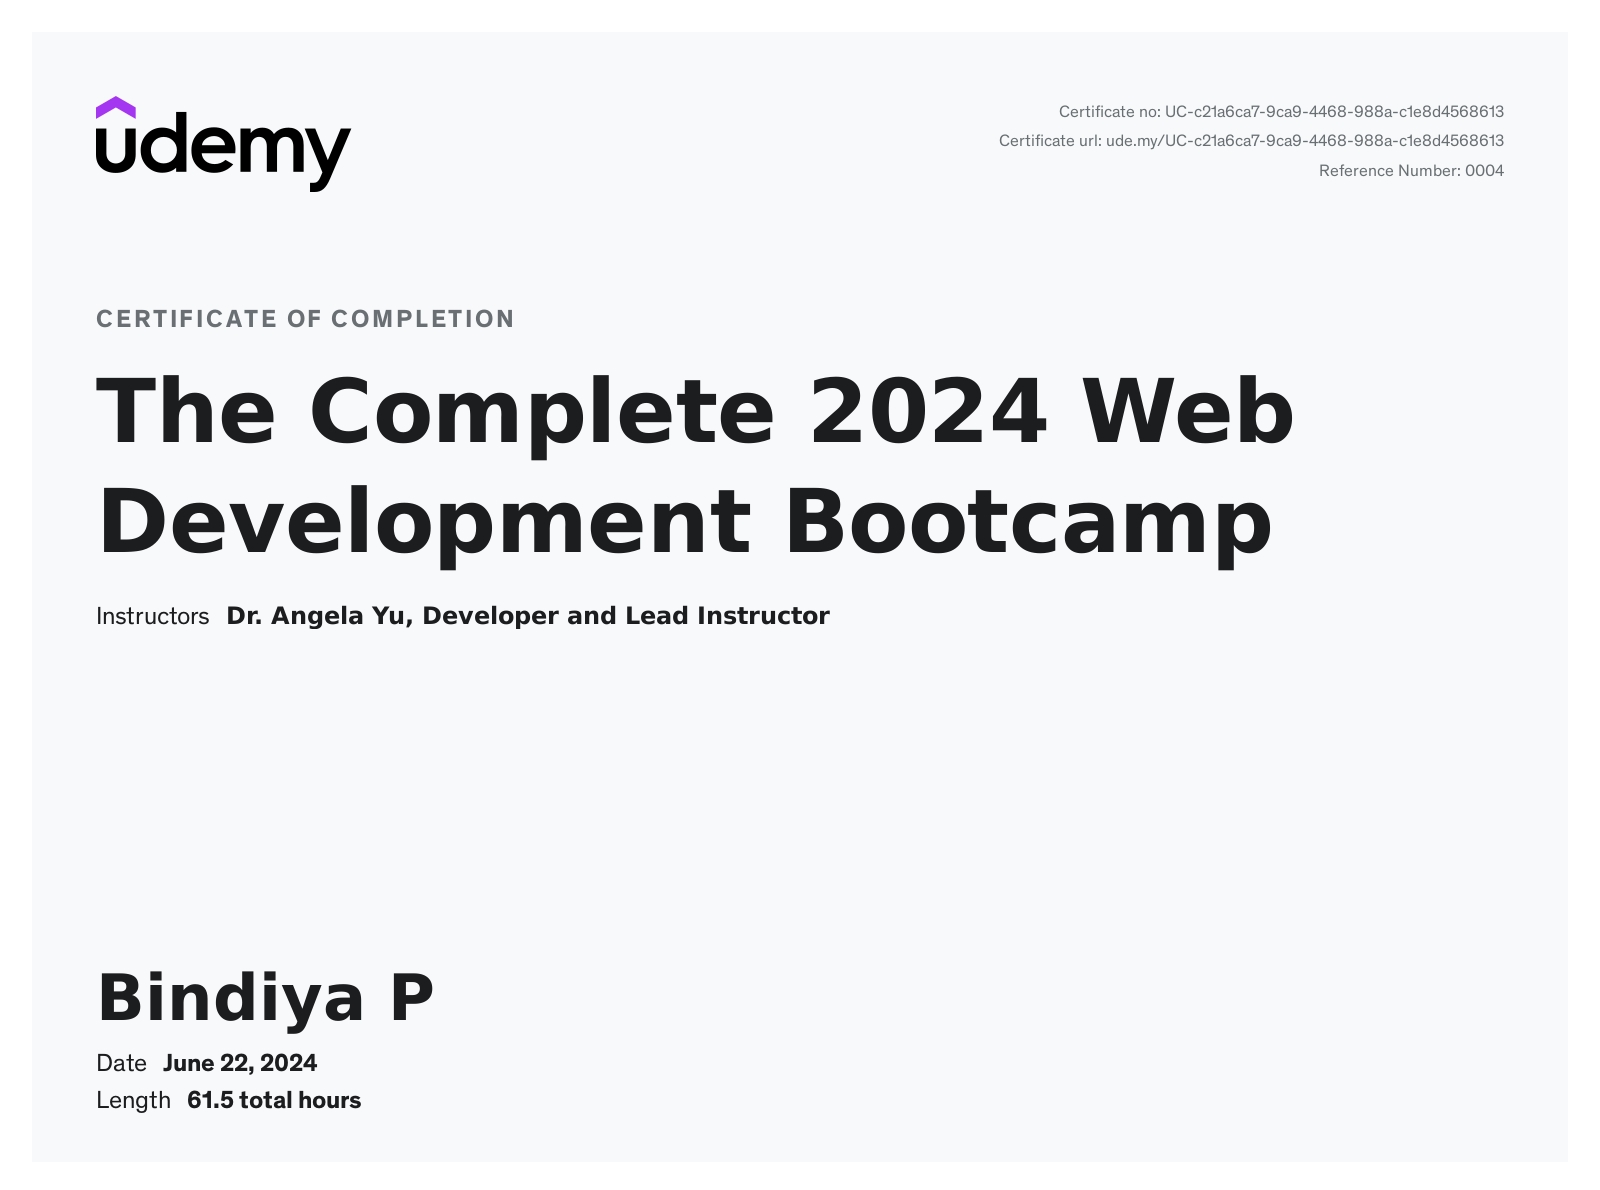 udemy
Certificate no: UC-c21a6ca7-9ca9-4468-988a-c1e8d4568613
Certificate url: ude.my/UC-c21a6ca7-9ca9-4468-988a-c1e8d4568613
Reference Number: 0004
CERTIFICATE OF COMPLETION
The Complete 2024 Web
Development Bootcamp
Instructors Dr. Angela Yu, Developer and Lead Instructor
Bindiya P
Date June 22, 2024
Length 61.5 total hours